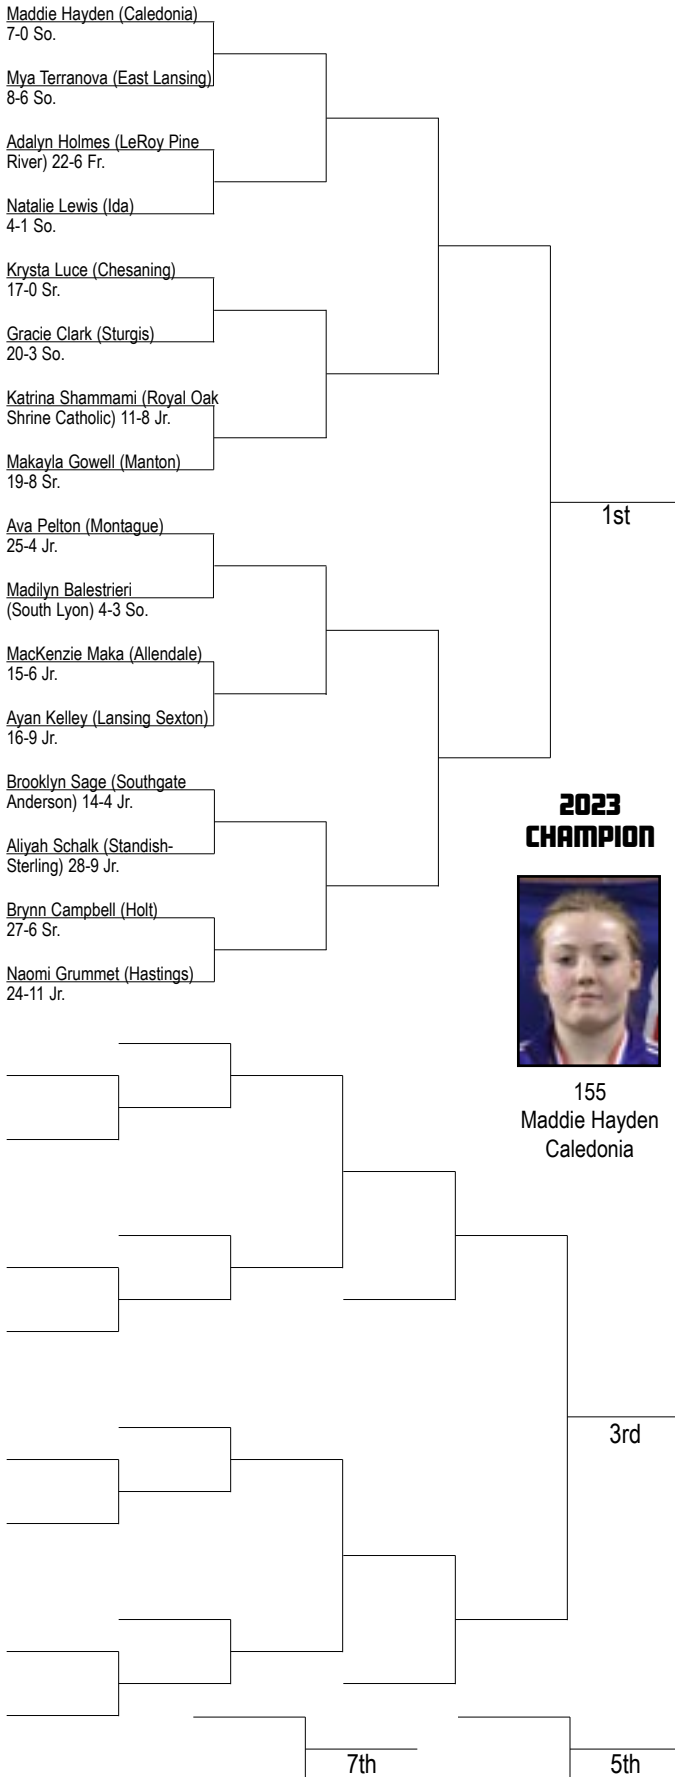 Maddie Hayden (Caledonia)
7-0 So.
Mya Terranova (East Lansing)
8-6 So.
Adalyn Holmes (LeRoy Pine
River) 22-6 Fr.
Natalie Lewis (Ida)
4-1 So.
Krysta Luce (Chesaning)
17-0 Sr.
Gracie Clark (Sturgis)
20-3 So.
Katrina Shammami (Royal Oak
Shrine Catholic) 11-8 Jr.
Makayla Gowell (Manton)
19-8 Sr.
Ava Pelton (Montague)
25-4 Jr.
Madilyn Balestrieri
(South Lyon) 4-3 So.
MacKenzie Maka (Allendale)
15-6 Jr.
Ayan Kelley (Lansing Sexton)
16-9 Jr.
Brooklyn Sage (Southgate
Anderson) 14-4 Jr.
Aliyah Schalk (Standish-
Sterling) 28-9 Jr.
Brynn Campbell (Holt)
27-6 Sr.
Naomi Grummet (Hastings)
24-11 Jr.
1st
2023
CHAMPION
155
Maddie Hayden
Caledonia
3rd
7th
5th